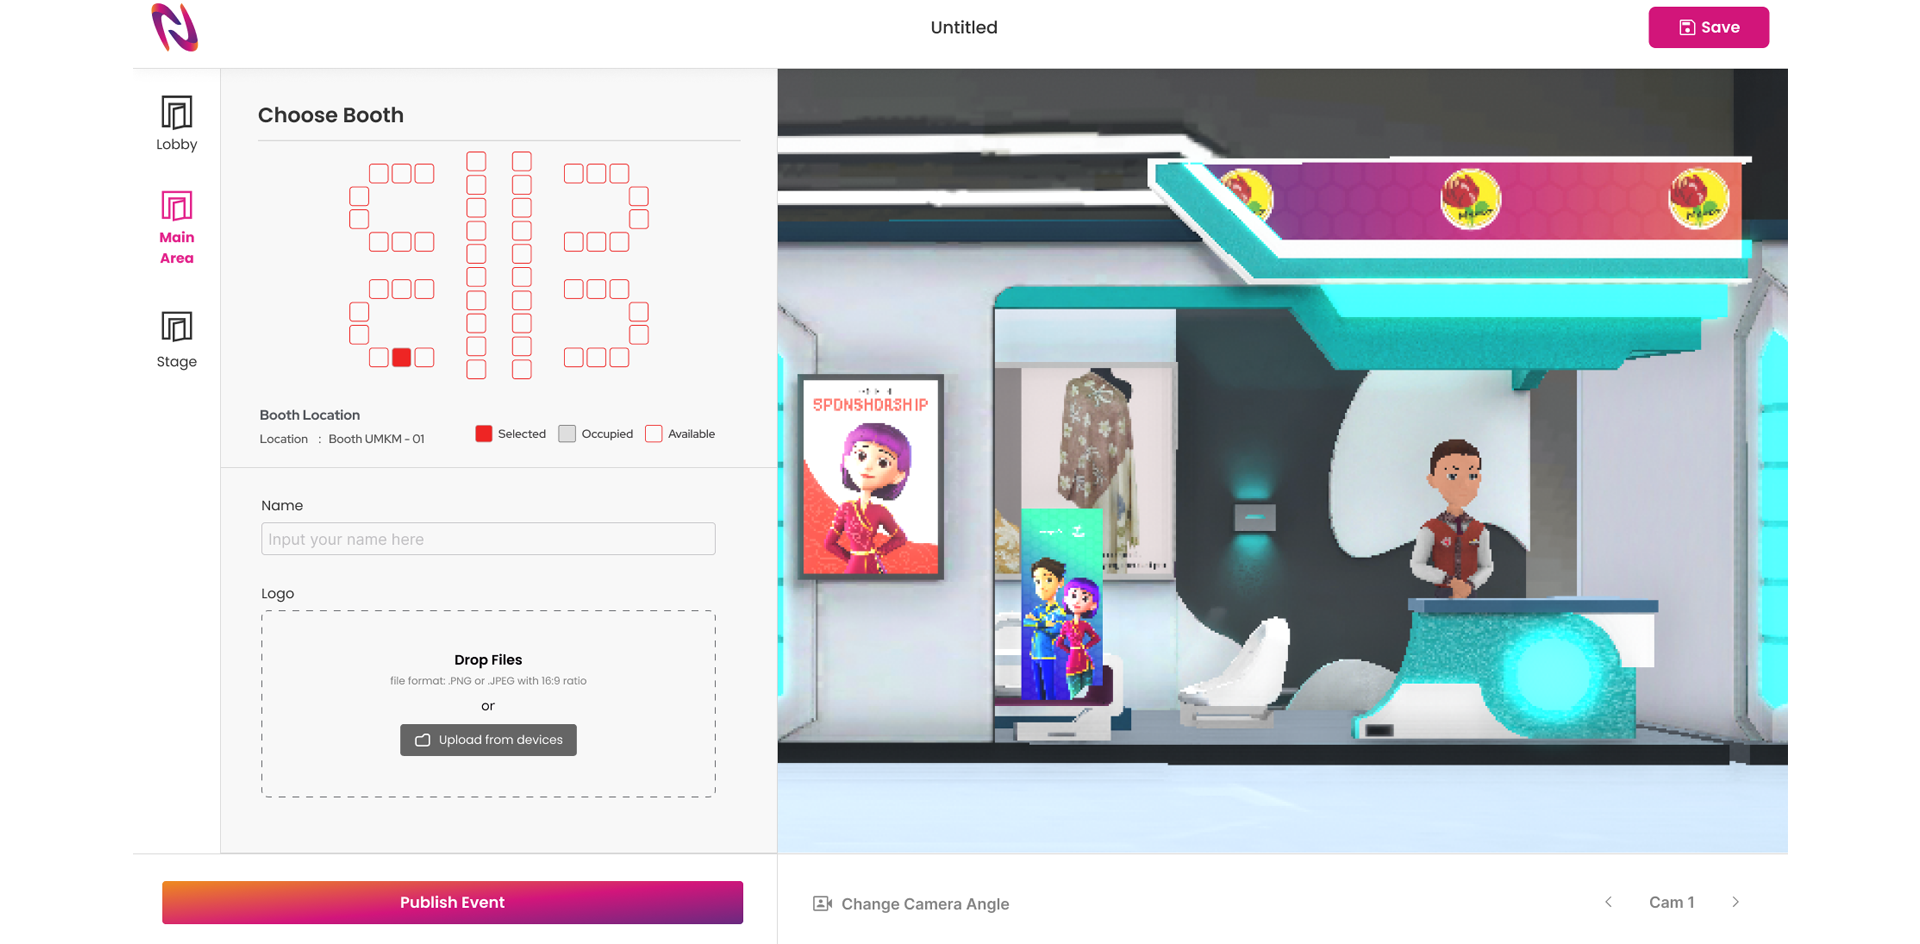 Untitled
Save
Lobby
Main
Area
Stage
Choose Booth
Booth Location
Location : Booth UMKM - 01
Selected
Occupied
Available
Name
Input your name here
Logo
Drop Files
file format: .PNG or .JPEG with 16:9 ratio
or
Upload from devices
Publish Event
SPONSHORSHIP
Change Camera Angle
Cam 1